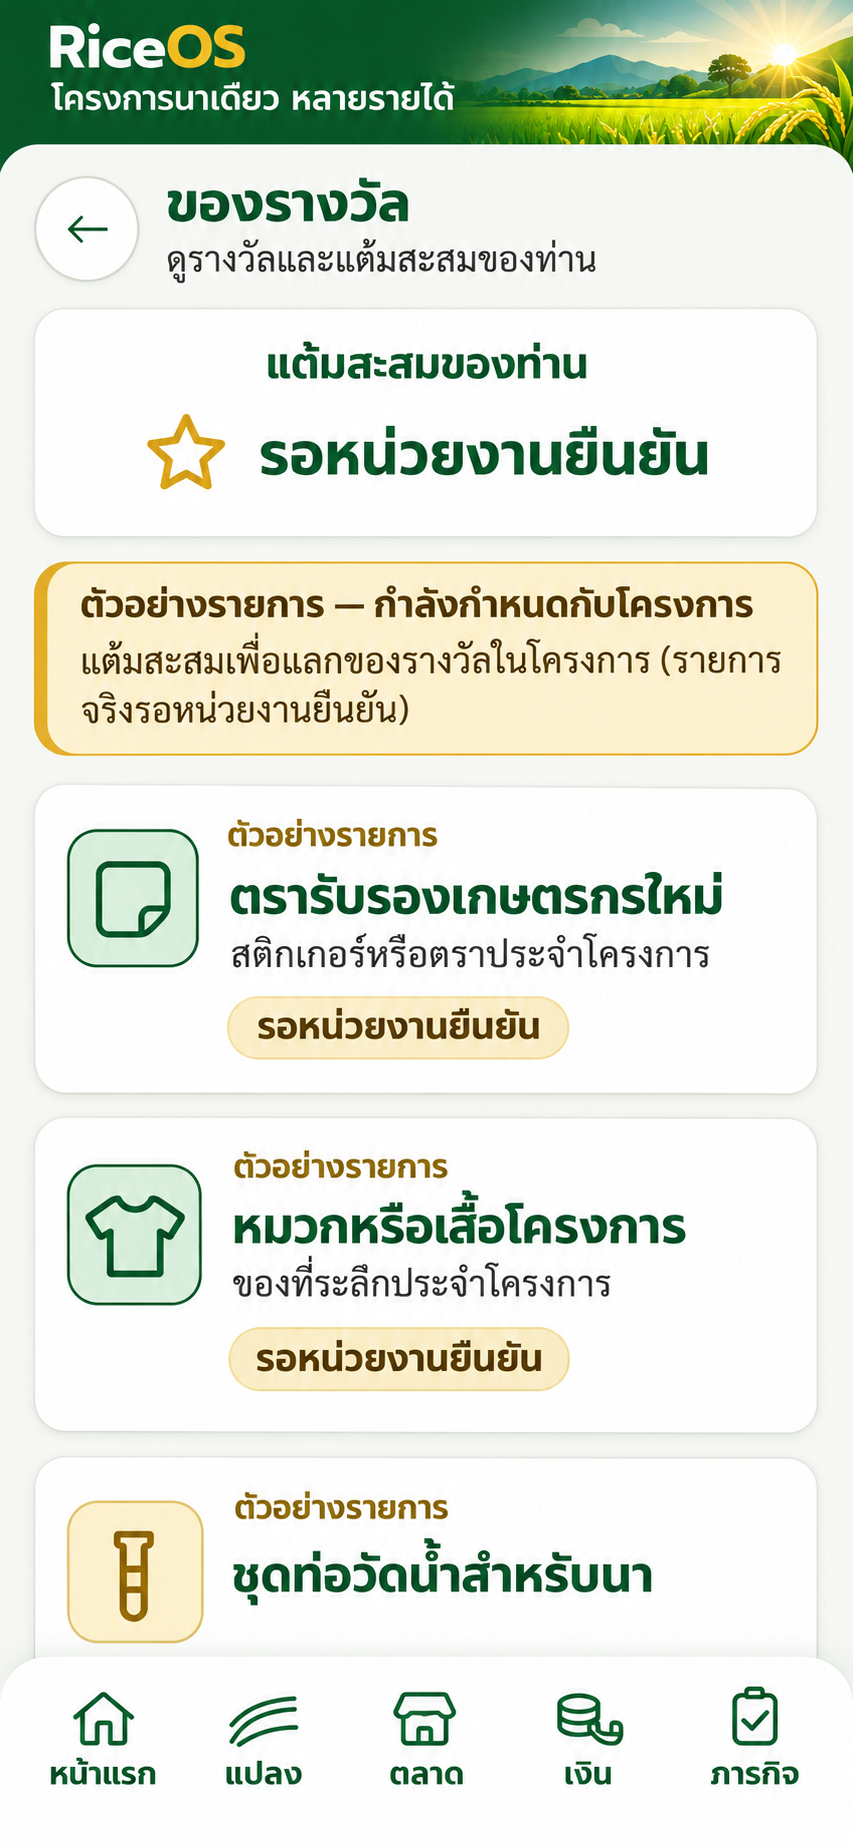 RiceOS
โครงการนาเดียว หลายรายได้
ของรางวัล
ดูรางวัลและแต้มสะสมของท่าน
แต้มสะสมของท่าน
รอหน่วยงานยืนยัน
ตัวอย่างรายการ — กำลังกำหนดกับโครงการ
แต้มสะสมเพื่อแลกของรางวัลในโครงการ (รายการ
จริงรอหน่วยงานยืนยัน)
ตัวอย่างรายการ
ตรารับรองเกษตรกรใหม่
สติกเกอร์หรือตราประจำโครงการ
รอหน่วยงานยืนยัน
ตัวอย่างรายการ
หมวกหรือเสื้อโครงการ
ของที่ระลึกประจำโครงการ
รอหน่วยงานยืนยัน
ตัวอย่างรายการ
ชุดท่อวัดน้ำสำหรับนา
หน้าแรก
แปลง
ตลาด
เงิน
ภารกิจ